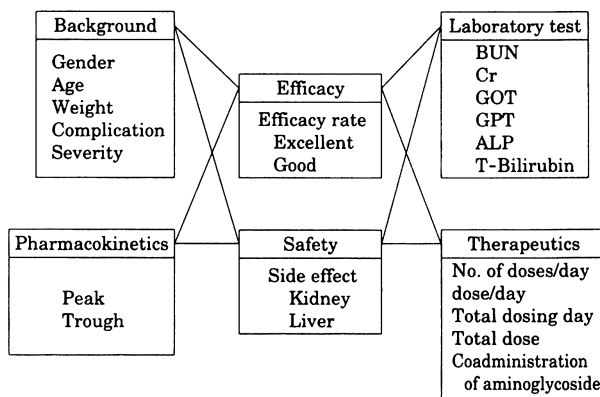 Background
Gender
Age
Weight
Complication
Severity
Efficacy
Efficacy rate
Excellent
Good
Laboratory test
BUN
Cr
GOT
GPT
ALP
T-Bilirubin
Pharmacokinetics
Peak
Trough
Safety
Side effect
Kidney
Liver
Therapeutics
No. of doses/day
dose/day
Total dosing day
Total dose
Coadministration
of aminoglycoside